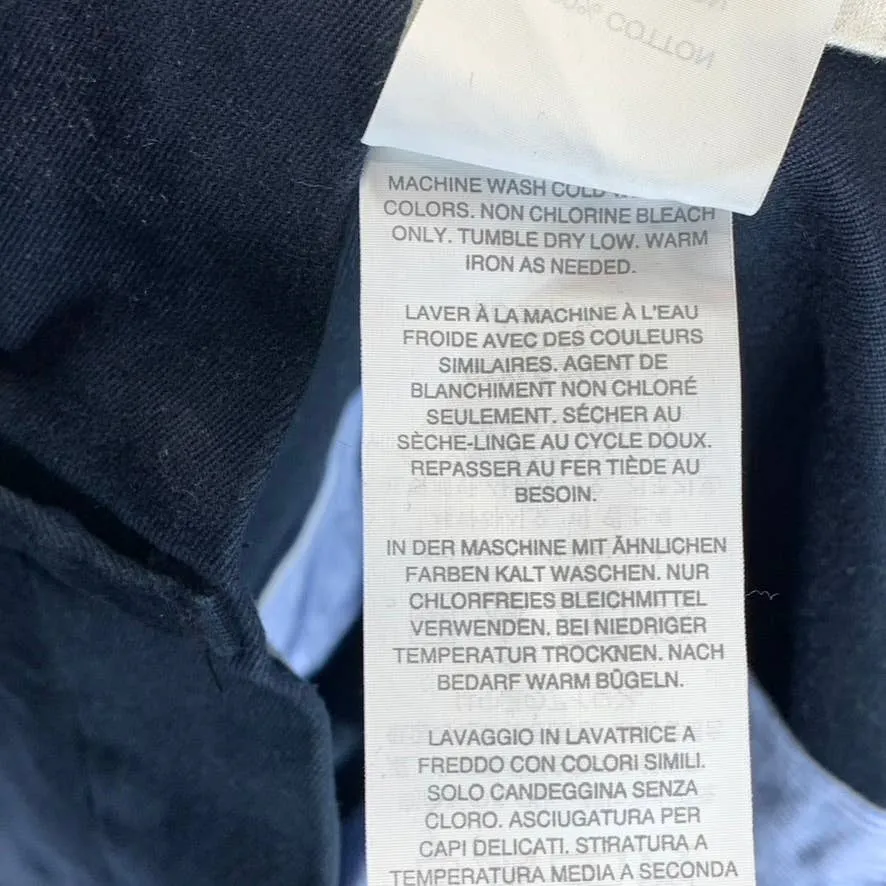 COTTON
MACHINE WASH COLD
COLORS. NON CHLORINE BLEACH
ONLY. TUMBLE DRY LOW. WARM
IRON AS NEEDED.
LAVER À LA MACHINE À L'EAU
FROIDE AVEC DES COULEURS
SIMILAIRES. AGENT DE
BLANCHIMENT NON CHLORÉ
SEULEMENT. SÉCHER AU
SÈCHE-LINGE AU CYCLE DOUX.
REPASSER AU FER TIÈDE AU
BESOIN.
IN DER MASCHINE MIT ÄHNLICHEN
FARBEN KALT WASCHEN. NUR
CHLORFREIES BLEICHMITTEL
VERWENDEN. BEI NIEDRIGER
TEMPERATUR TROCKNEN. NACH
BEDARF WARM BÜGELN.
LAVAGGIO IN LAVATRICE A
FREDDO CON COLORI SIMILI.
SOLO CANDEGGINA SENZA
CLORO. ASCIUGATURA PER
CAPI DELICATI. STIRATURA A
TEMPERATURA MEDIA A SECONDA